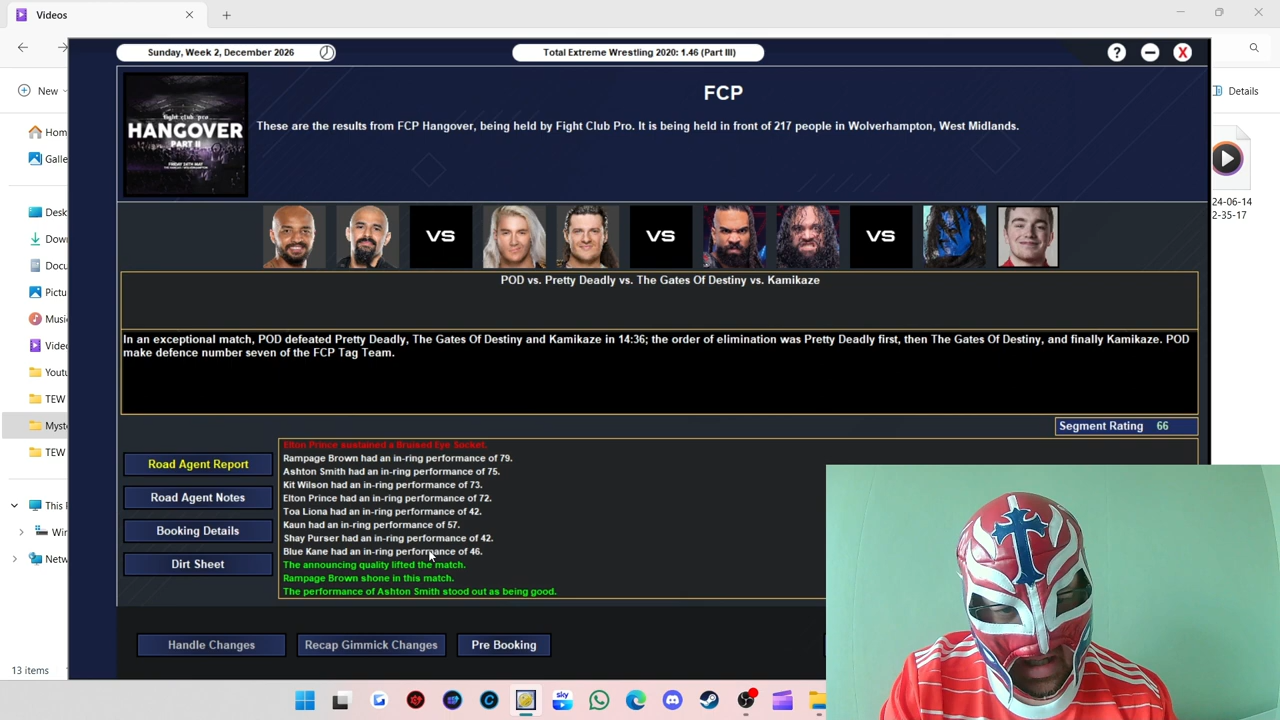 Videos
Sunday, Week 2, December 2026
Total Extreme Wrestling 2020: 1.46 (Part III)
?
X
New
Details
Hom
Galle
Desk
Dow
Docu
Pictu
Musi
Video
Youtu
TEW
Myst
TEW
This i
Wir
Netw
13 items
24-06-14
2-35-17
fight club pro
HANGOVER
PART II
FCP
These are the results from FCP Hangover, being held by Fight Club Pro. It is being held in front of 217 people in Wolverhampton, West Midlands.
VS
VS
VS
POD vs. Pretty Deadly vs. The Gates Of Destiny vs. Kamikaze
In an exceptional match, POD defeated Pretty Deadly, The Gates Of Destiny and Kamikaze in 14:36; the order of elimination was Pretty Deadly first, then The Gates Of Destiny, and finally Kamikaze. POD
make defence number seven of the FCP Tag Team.
Segment Rating 66
Road Agent Report
Road Agent Notes
Booking Details
Dirt Sheet
Elton Prince sustained a Bruised Eye Socket.
Rampage Brown had an in-ring performance of 79.
Ashton Smith had an in-ring performance of 75.
Kit Wilson had an in-ring performance of 73.
Elton Prince had an in-ring performance of 72.
Toa Liona had an in-ring performance of 42.
Kaun had an in-ring performance of 57.
Shay Purser had an in-ring performance of 42.
Blue Kane had an in-ring performance of 46.
The announcing quality lifted the match.
Rampage Brown shone in this match.
The performance of Ashton Smith stood out as being good.
Handle Changes
Recap Gimmick Changes
Pre Booking
sky